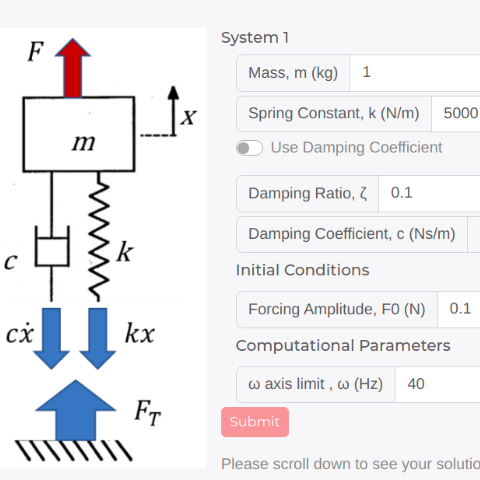 F
x
m
c
k
cẋ
kx
F_T
System 1
Mass, m (kg) 1
Spring Constant, k (N/m) 5000
Use Damping Coefficient
Damping Ratio, ζ 0.1
Damping Coefficient, c (Ns/m)
Initial Conditions
Forcing Amplitude, F0 (N) 0.1
Computational Parameters
ω axis limit , ω (Hz) 40
Submit
Please scroll down to see your solutio